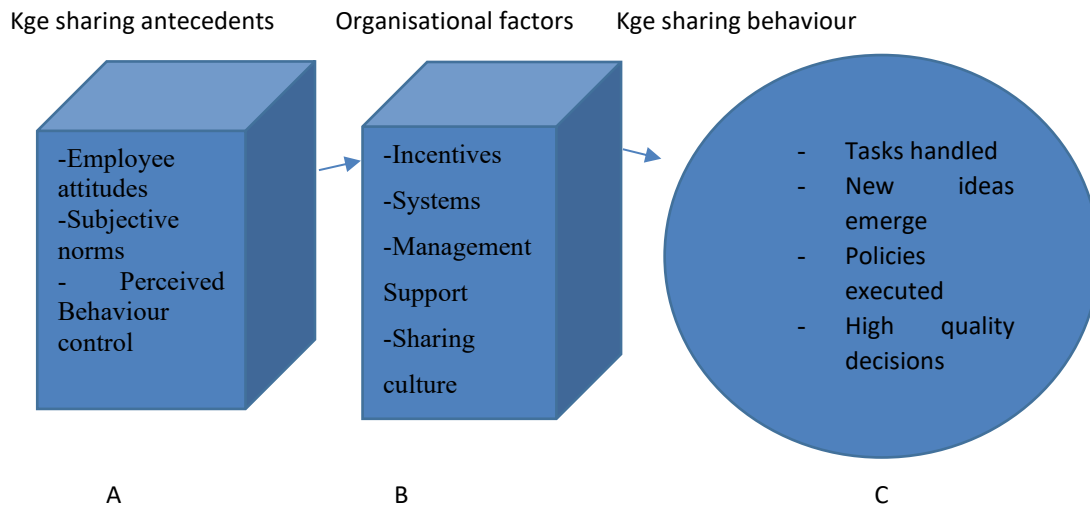 Kge sharing antecedents
Organisational factors
Kge sharing behaviour
-Employee
attitudes
-Subjective
norms
- Perceived
Behaviour
control
-Incentives
-Systems
-Management
Support
-Sharing
culture
- Tasks handled
- New ideas
emerge
- Policies
executed
- High quality
decisions
A
B
C